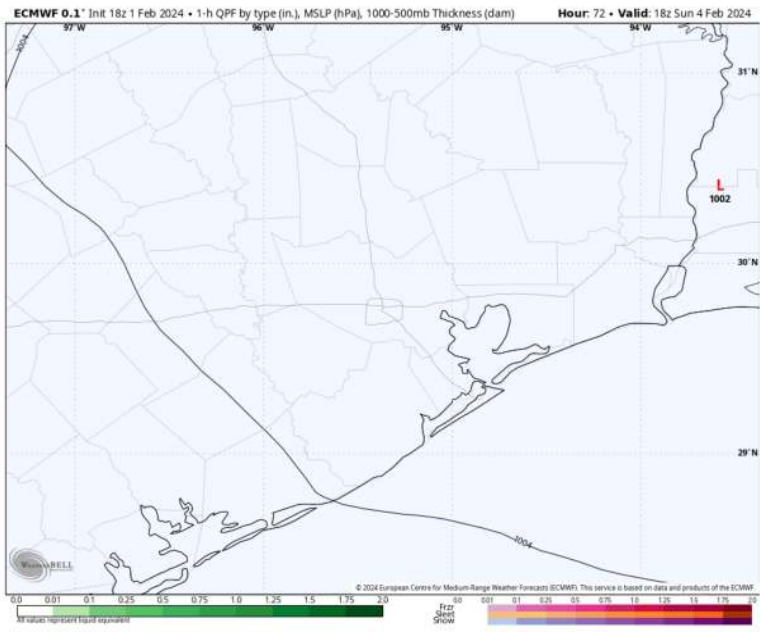 ECMWF 0.1° Init 18z 1 Feb 2024 • 1-h QPF by type (in.), MSLP (hPa), 1000-500mb Thickness (dam) Hour: 72 • Valid: 18z Sun 4 Feb 2024
97°W 96°W 95°W 94°W
1004
31°N
L
1002
30°N
29°N
1004
WeatherBELL
© 2024 European Centre for Medium-Range Weather Forecasts (ECMWF). This service is based on data and products of the ECMWF
0.0 0.01 0.1 0.25 0.5 0.75 1.0 1.25 1.5 1.75 2.0
All values represent liquid equivalent
0.0 0.01 0.1 0.25 0.5 0.75 1.0 1.25 1.5 1.75 2.0
Frzr
Sleet
Snow